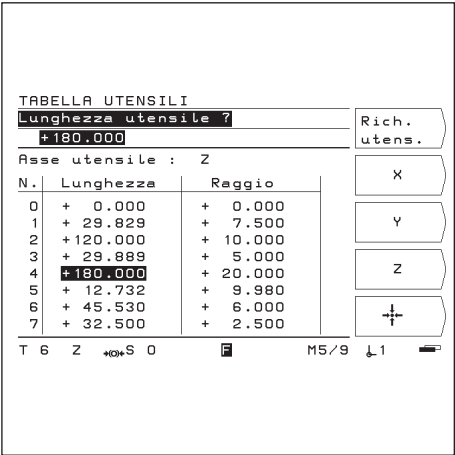 TABELLA UTENSILI
Lunghezza utensile ?
+180.000
Rich.
utens.
Asse utensile : Z
N. Lunghezza Raggio
0 + 0.000 + 0.000
1 + 29.829 + 7.500
2 +120.000 + 10.000
3 + 29.889 + 5.000
4 +180.000 + 20.000
5 + 12.732 + 9.980
6 + 45.530 + 6.000
7 + 32.500 + 2.500
X
Y
Z
T 6 Z S 0 F M5/9 1